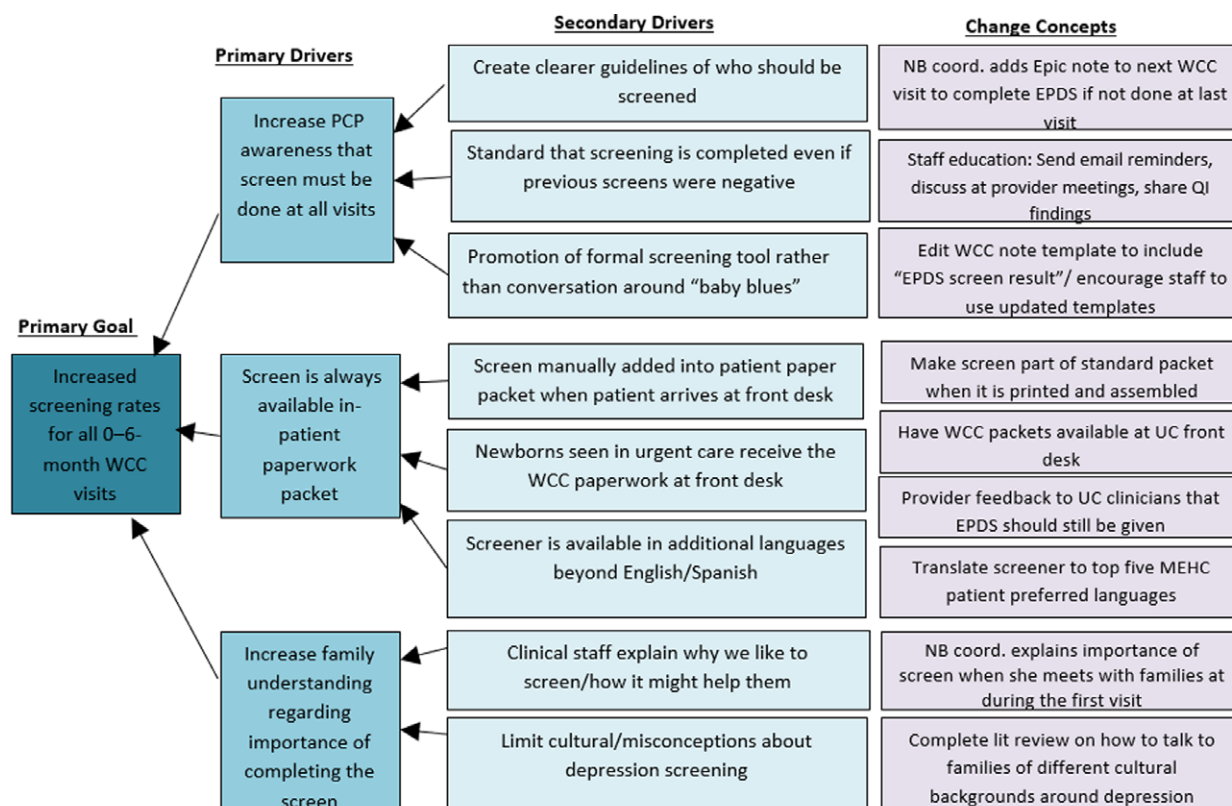 Secondary Drivers
Change Concepts
Primary Drivers
Create clearer guidelines of who should be
screened
NB coord. adds Epic note to next WCC
visit to complete EPDS if not done at last
visit
Increase PCP
awareness that
screen must be
done at all visits
Standard that screening is completed even if
previous screens were negative
Staff education: Send email reminders,
discuss at provider meetings, share QI
findings
Promotion of formal screening tool rather
than conversation around “baby blues”
Edit WCC note template to include
“EPDS screen result”/ encourage staff to
use updated templates
Primary Goal
Increased
screening rates
for all 0–6-
month WCC
visits
Screen is always
available in-
patient
paperwork
packet
Screen manually added into patient paper
packet when patient arrives at front desk
Make screen part of standard packet
when it is printed and assembled
Newborns seen in urgent care receive the
WCC paperwork at front desk
Have WCC packets available at UC front
desk
Provider feedback to UC clinicians that
EPDS should still be given
Screener is available in additional languages
beyond English/Spanish
Translate screener to top five MEHC
patient preferred languages
Increase family
understanding
regarding
importance of
completing the
screen
Clinical staff explain why we like to
screen/how it might help them
NB coord. explains importance of
screen when she meets with families at
during the first visit
Limit cultural/misconceptions about
depression screening
Complete lit review on how to talk to
families of different cultural
backgrounds around depression